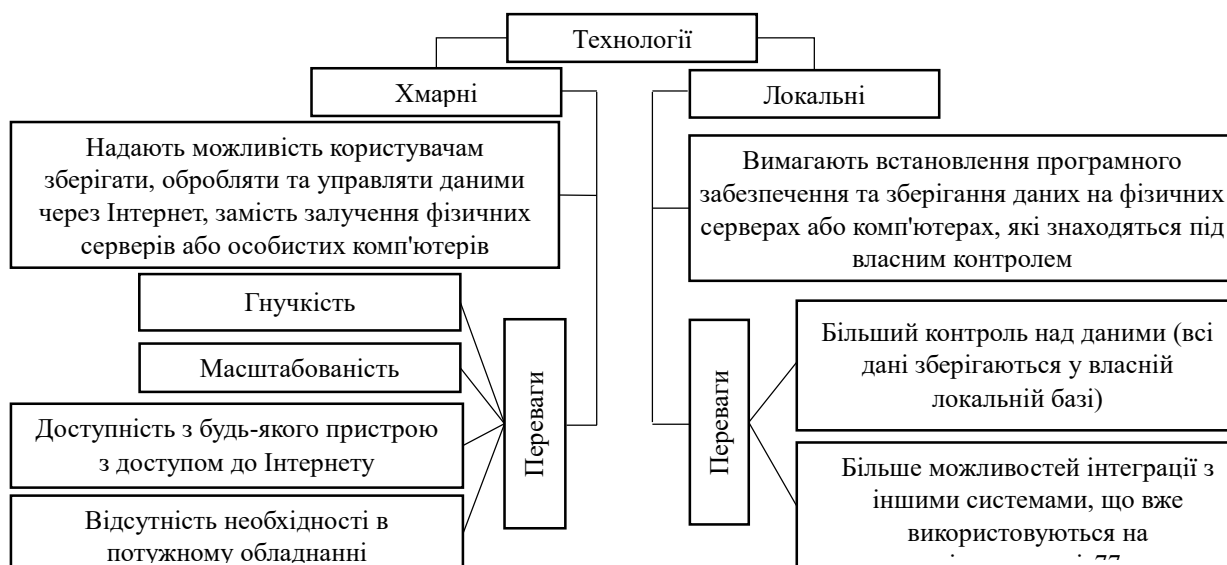 Технології
Хмарні
Надають можливість користувачам
зберігати, обробляти та управляти даними
через Інтернет, замість залучення фізичних
серверів або особистих комп'ютерів
Гнучкість
Масштабованість
Доступність з будь-якого пристрою
з доступом до Інтернету
Відсутність необхідності в
потужному обладнанні
Переваги
Локальні
Вимагають встановлення програмного
забезпечення та зберігання даних на фізичних
серверах або комп'ютерах, які знаходяться під
власним контролем
Переваги
Більший контроль над даними (всі
дані зберігаються у власній
локальній базі)
Більше можливостей інтеграції з
іншими системами, що вже
використовуються на